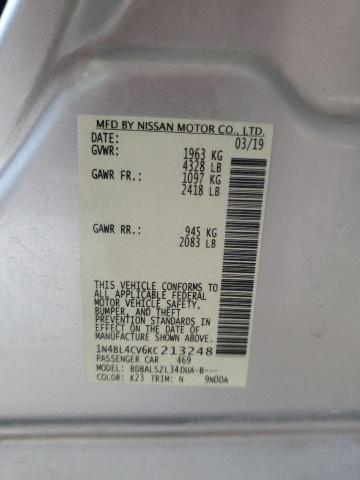 MFD BY NISSAN MOTOR CO., LTD.
DATE: 03/19
GVWR: 1963 KG
4328 LB
GAWR FR.: 1097 KG
2418 LB
GAWR RR.: 945 KG
2083 LB
THIS VEHICLE CONFORMS TO
ALL APPLICABLE FEDERAL
MOTOR VEHICLE SAFETY,
BUMPER, AND THEFT
PREVENTION STANDARDS IN
EFFECT ON THE DATE OF
MANUFACTURE SHOWN ABOVE.
1N4BL4CV6KC213248
PASSENGER CAR 469
MODEL: BDBALSZL34DUA-B---
COLOR: K23 TRIM: N 9N00A